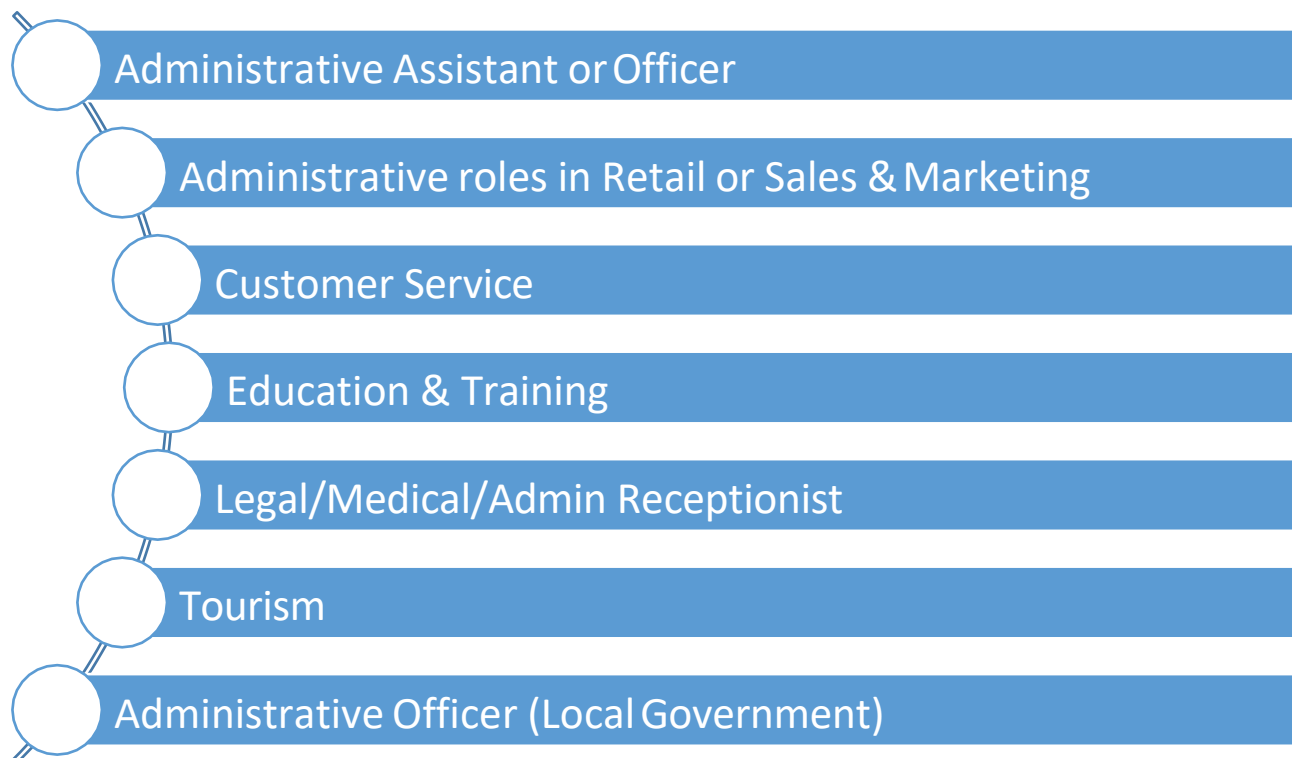 Administrative Assistant or Officer
Administrative roles in Retail or Sales & Marketing
Customer Service
Education & Training
Legal/Medical/Admin Receptionist
Tourism
Administrative Officer (Local Government)